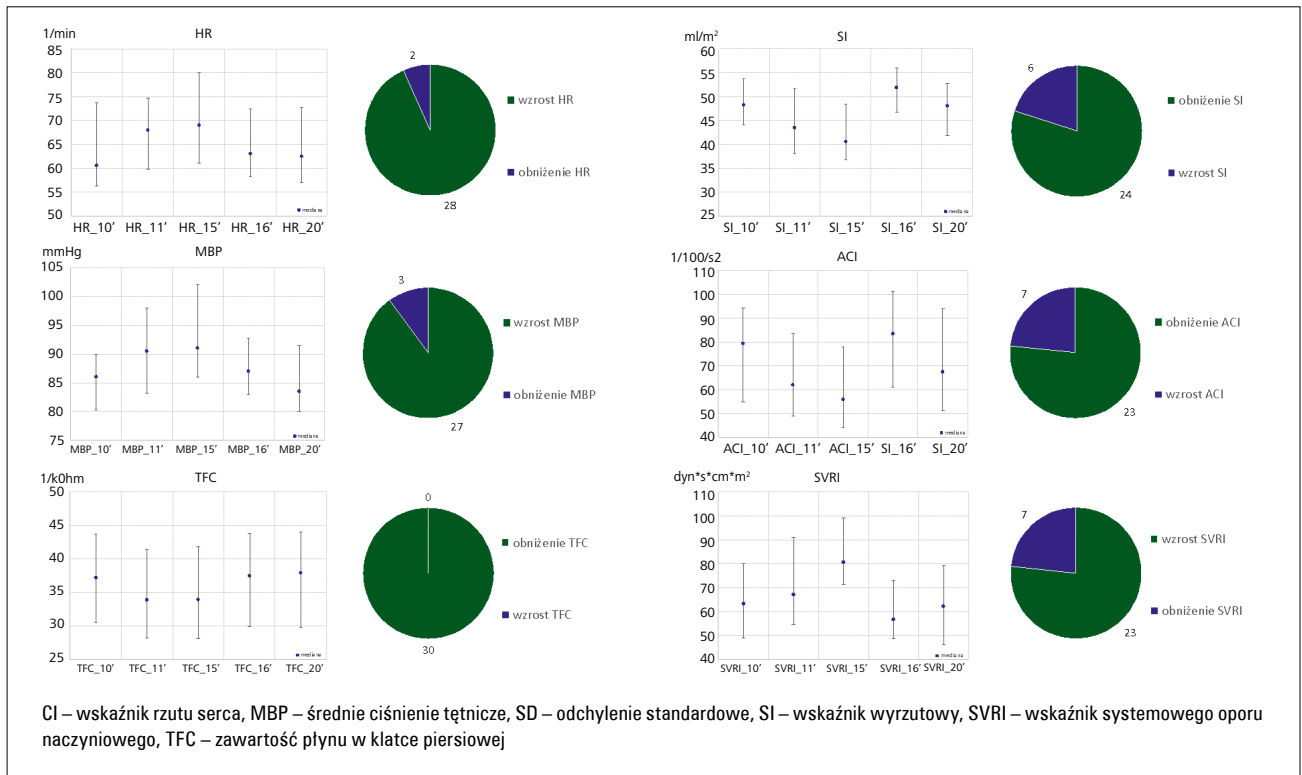 1/min HR
85
80
75
70
65
60
55
50
HR_10’ HR_11’ HR_15’ HR_16’ HR_20’
mediana
2
28
wzrost HR
obniżenie HR
ml/m² SI
60
55
50
45
40
35
30
25
SI_10’ SI_11’ SI_15’ SI_16’ SI_20’
mediana
6
24
obniżenie SI
wzrost SI
mmHg MBP
105
100
95
90
85
80
75
MBP_10’ MBP_11’ MBP_15’ MBP_16’ MBP_20’
mediana
3
27
wzrost MBP
obniżenie MBP
1/100/s2 ACI
110
100
90
80
70
60
50
40
ACI_10’ ACI_11’ ACI_15’ SI_16’ SI_20’
mediana
7
23
obniżenie ACI
wzrost ACI
1/kOhm TFC
50
45
40
35
30
25
TFC_10’ TFC_11’ TFC_15’ TFC_16’ TFC_20’
mediana
0
30
obniżenie TFC
wzrost TFC
dyn*s*cm*m² SVRI
110
100
90
80
70
60
50
40
SVRI_10’ SVRI_11’ SVRI_15’ SVRI_16’ SVRI_20’
mediana
7
23
wzrost SVRI
obniżenie SVRI
CI – wskaźnik rzutu serca, MBP – średnie ciśnienie tętnicze, SD – odchylenie standardowe, SI – wskaźnik wyrzutowy, SVRI – wskaźnik systemowego oporu
naczyniowego, TFC – zawartość płynu w klatce piersiowej